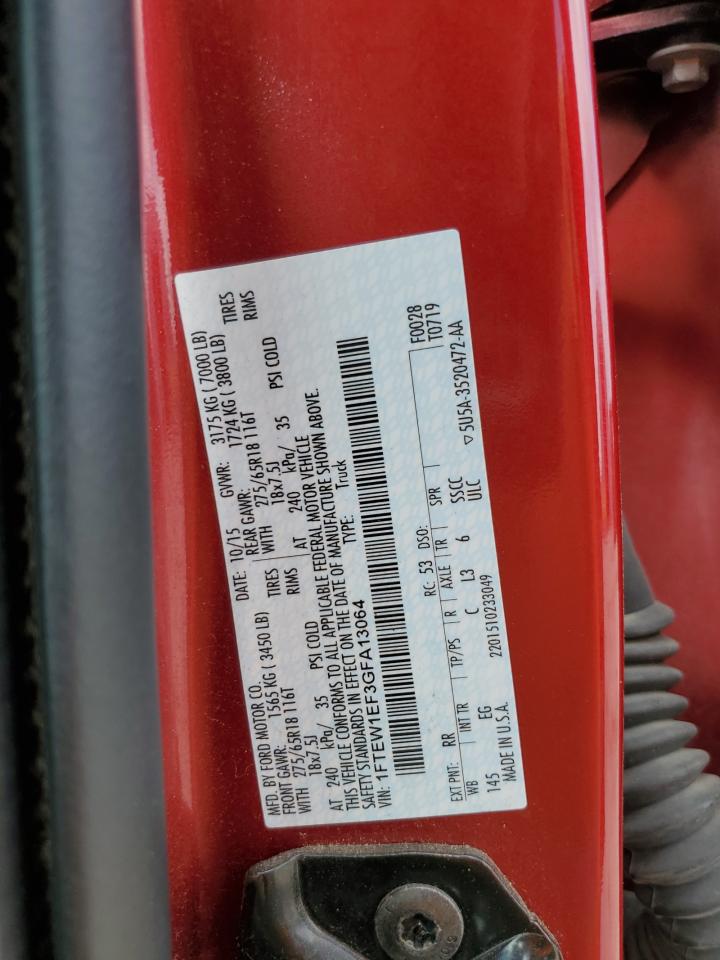 MFD. BY FORD MOTOR CO. DATE: 10/15 GVWR: 3175 KG ( 7000 LB)
FRONT GAWR: 1565 KG ( 3450 LB) REAR GAWR: 1724 KG ( 3800 LB)
WITH 275/65R18 116T TIRES WITH 275/65R18 116T TIRES
18x7.5J RIMS 18x7.5J RIMS
AT 240 kPa/ 35 PSI COLD AT 240 kPa/ 35 PSI COLD
THIS VEHICLE CONFORMS TO ALL APPLICABLE FEDERAL MOTOR VEHICLE
SAFETY STANDARDS IN EFFECT ON THE DATE OF MANUFACTURE SHOWN ABOVE.
VIN: 1FTEW1EF3GFA13064 TYPE: Truck
F0028
EXT PNT: RR RC: 53 DSO: T0719
WB INT TR TP/PS R AXLE TR SPR
145 EG C L3 6 SSCC ▽5U5A-3520472-AA
ULC
MADE IN U.S.A. 2201510233049